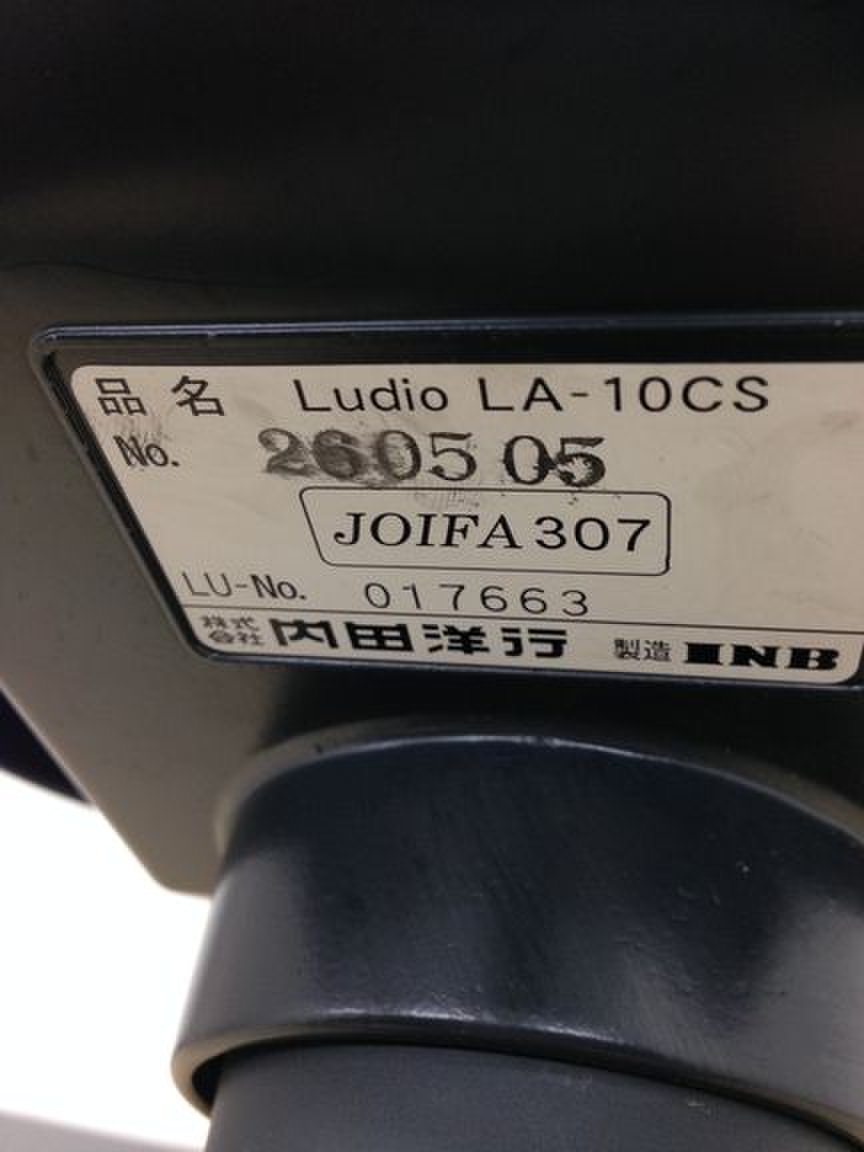 品名 Ludio LA-10CS
No. 260505
JOIFA 307
LU-No. 017663
株式会社 内田洋行 製造 INB